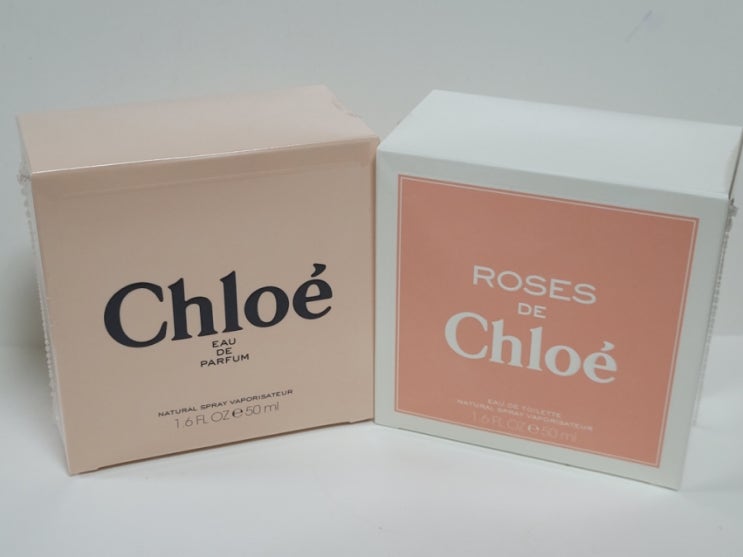 Chloé
EAU
DE
PARFUM
NATURAL SPRAY VAPORISATEUR
1.6 FL OZ ℮ 50 ml
ROSES
DE
Chloé
EAU DE TOILETTE
NATURAL SPRAY VAPORISATEUR
1.6 FL OZ ℮ 50 ml